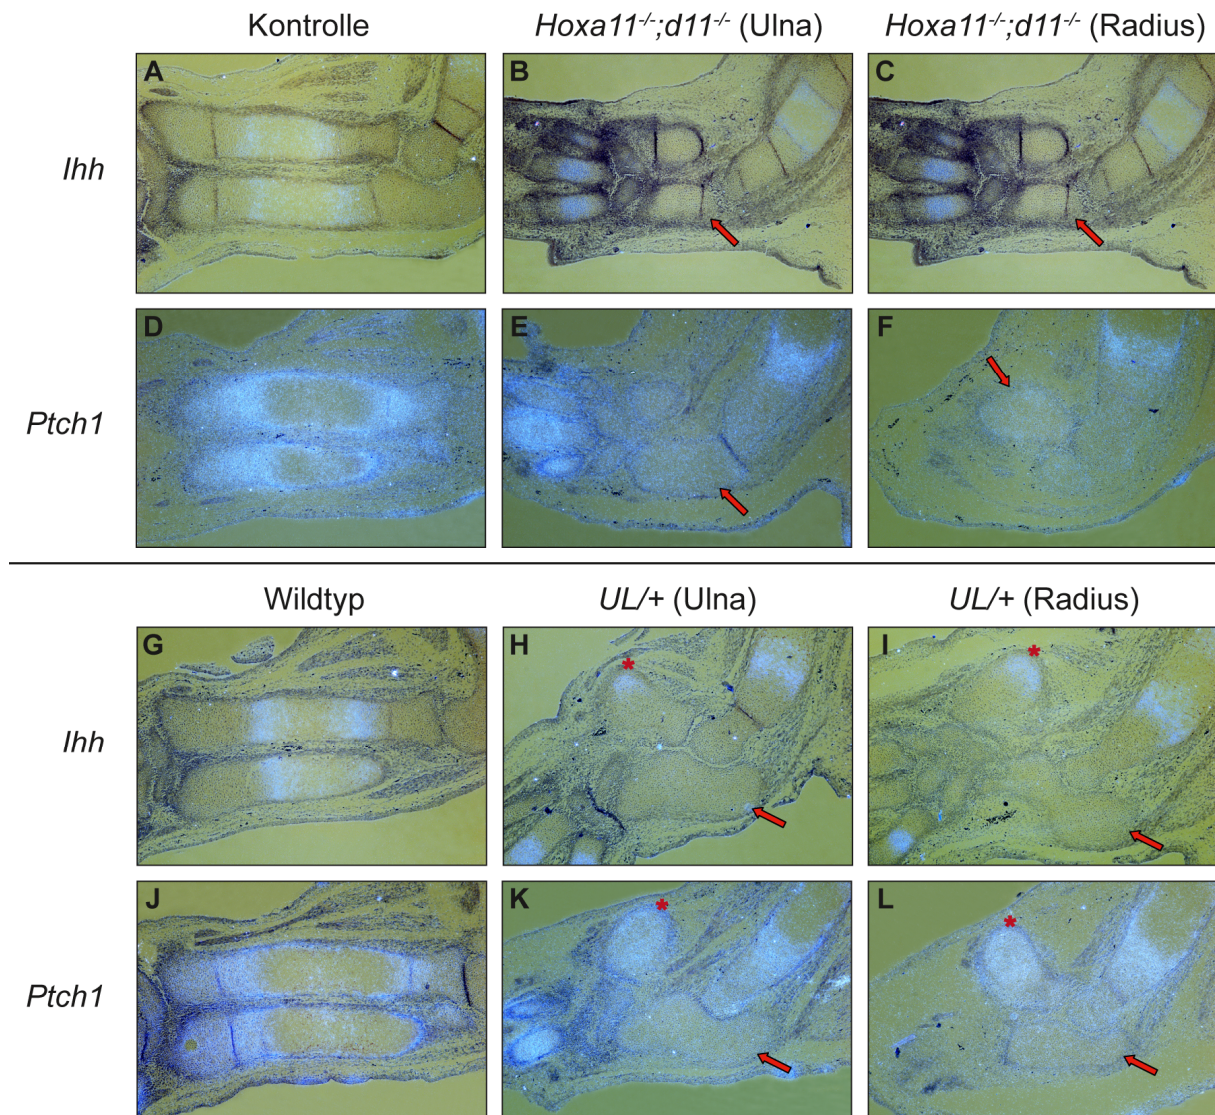 Kontrolle Hoxa11-/-;d11-/- (Ulna) Hoxa11-/-;d11-/- (Radius)
Ihh
A B C
Ptch1
D E F
Wildtyp UL/+ (Ulna) UL/+ (Radius)
Ihh
G H I
* *
Ptch1
J K L
* *